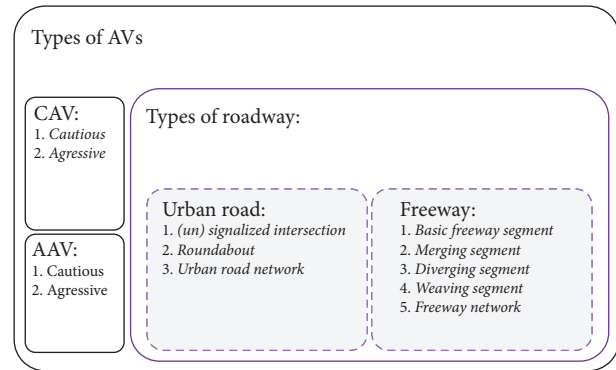 Types of AVs
CAV:
1. Cautious
2. Agressive
AAV:
1. Cautious
2. Agressive
Types of roadway:
Urban road:
1. (un) signalized intersection
2. Roundabout
3. Urban road network
Freeway:
1. Basic freeway segment
2. Merging segment
3. Diverging segment
4. Weaving segment
5. Freeway network